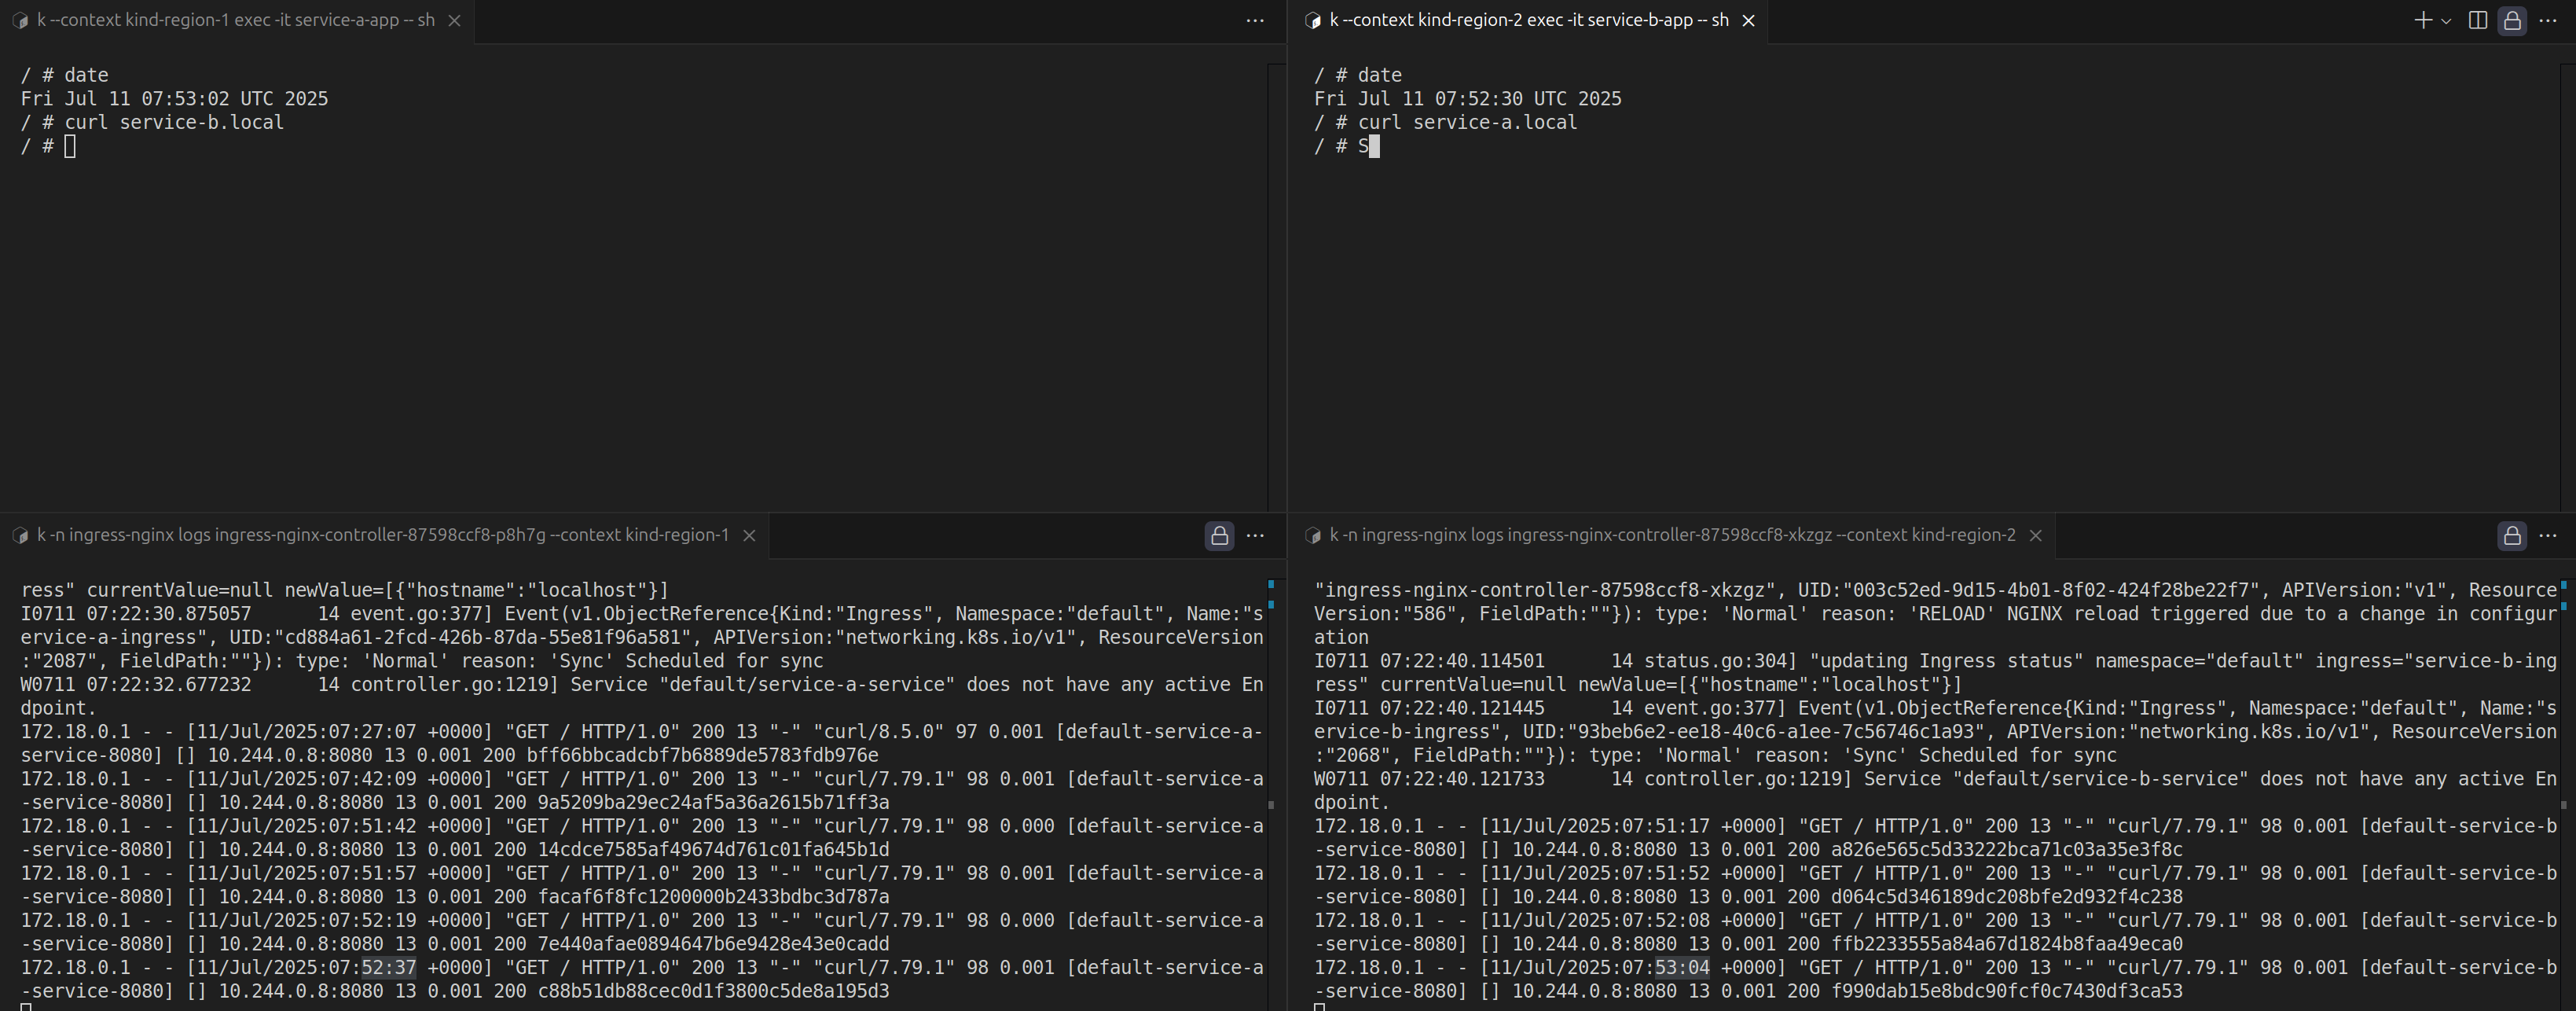 k --context kind-region-1 exec -it service-a-app -- sh
/ # date
Fri Jul 11 07:53:02 UTC 2025
/ # curl service-b.local
/ #
k --context kind-region-2 exec -it service-b-app -- sh
/ # date
Fri Jul 11 07:52:30 UTC 2025
/ # curl service-a.local
/ # S
k -n ingress-nginx logs ingress-nginx-controller-87598ccf8-p8h7g --context kind-region-1
ress" currentValue=null newValue=[{"hostname":"localhost"}]
I0711 07:22:30.875057      14 event.go:377] Event(v1.ObjectReference{Kind:"Ingress", Namespace:"default", Name:"s
ervice-a-ingress", UID:"cd884a61-2fcd-426b-87da-55e81f96a581", APIVersion:"networking.k8s.io/v1", ResourceVersion
:"2087", FieldPath:""}): type: 'Normal' reason: 'Sync' Scheduled for sync
W0711 07:22:32.677232      14 controller.go:1219] Service "default/service-a-service" does not have any active En
dpoint.
172.18.0.1 - - [11/Jul/2025:07:27:07 +0000] "GET / HTTP/1.0" 200 13 "-" "curl/8.5.0" 97 0.001 [default-service-a-
service-8080] [] 10.244.0.8:8080 13 0.001 200 bff66bbcadcbf7b6889de5783fdb976e
172.18.0.1 - - [11/Jul/2025:07:42:09 +0000] "GET / HTTP/1.0" 200 13 "-" "curl/7.79.1" 98 0.001 [default-service-a
-service-8080] [] 10.244.0.8:8080 13 0.001 200 9a5209ba29ec24af5a36a2615b71ff3a
172.18.0.1 - - [11/Jul/2025:07:51:42 +0000] "GET / HTTP/1.0" 200 13 "-" "curl/7.79.1" 98 0.000 [default-service-a
-service-8080] [] 10.244.0.8:8080 13 0.001 200 14cdce7585af49674d761c01fa645b1d
172.18.0.1 - - [11/Jul/2025:07:51:57 +0000] "GET / HTTP/1.0" 200 13 "-" "curl/7.79.1" 98 0.001 [default-service-a
-service-8080] [] 10.244.0.8:8080 13 0.001 200 facaf6f8fc1200000b2433bdbc3d787a
172.18.0.1 - - [11/Jul/2025:07:52:19 +0000] "GET / HTTP/1.0" 200 13 "-" "curl/7.79.1" 98 0.000 [default-service-a
-service-8080] [] 10.244.0.8:8080 13 0.001 200 7e440afae0894647b6e9428e43e0cadd
172.18.0.1 - - [11/Jul/2025:07:52:37 +0000] "GET / HTTP/1.0" 200 13 "-" "curl/7.79.1" 98 0.001 [default-service-a
-service-8080] [] 10.244.0.8:8080 13 0.001 200 c88b51db88cec0d1f3800c5de8a195d3
k -n ingress-nginx logs ingress-nginx-controller-87598ccf8-xkzgz --context kind-region-2
"ingress-nginx-controller-87598ccf8-xkzgz", UID:"003c52ed-9d15-4b01-8f02-424f28be22f7", APIVersion:"v1", Resource
Version:"586", FieldPath:""}): type: 'Normal' reason: 'RELOAD' NGINX reload triggered due to a change in configur
ation
I0711 07:22:40.114501      14 status.go:304] "updating Ingress status" namespace="default" ingress="service-b-ing
ress" currentValue=null newValue=[{"hostname":"localhost"}]
I0711 07:22:40.121445      14 event.go:377] Event(v1.ObjectReference{Kind:"Ingress", Namespace:"default", Name:"s
ervice-b-ingress", UID:"93beb6e2-ee18-40c6-a1ee-7c56746c1a93", APIVersion:"networking.k8s.io/v1", ResourceVersion
:"2068", FieldPath:""}): type: 'Normal' reason: 'Sync' Scheduled for sync
W0711 07:22:40.121733      14 controller.go:1219] Service "default/service-b-service" does not have any active En
dpoint.
172.18.0.1 - - [11/Jul/2025:07:51:17 +0000] "GET / HTTP/1.0" 200 13 "-" "curl/7.79.1" 98 0.001 [default-service-b
-service-8080] [] 10.244.0.8:8080 13 0.001 200 a826e565c5d33222bca71c03a35e3f8c
172.18.0.1 - - [11/Jul/2025:07:51:52 +0000] "GET / HTTP/1.0" 200 13 "-" "curl/7.79.1" 98 0.001 [default-service-b
-service-8080] [] 10.244.0.8:8080 13 0.001 200 d064c5d346189dc208bfe2d932f4c238
172.18.0.1 - - [11/Jul/2025:07:52:08 +0000] "GET / HTTP/1.0" 200 13 "-" "curl/7.79.1" 98 0.001 [default-service-b
-service-8080] [] 10.244.0.8:8080 13 0.001 200 ffb2233555a84a67d1824b8faa49eca0
172.18.0.1 - - [11/Jul/2025:07:53:04 +0000] "GET / HTTP/1.0" 200 13 "-" "curl/7.79.1" 98 0.001 [default-service-b
-service-8080] [] 10.244.0.8:8080 13 0.001 200 f990dab15e8bdc90fcf0c7430df3ca53